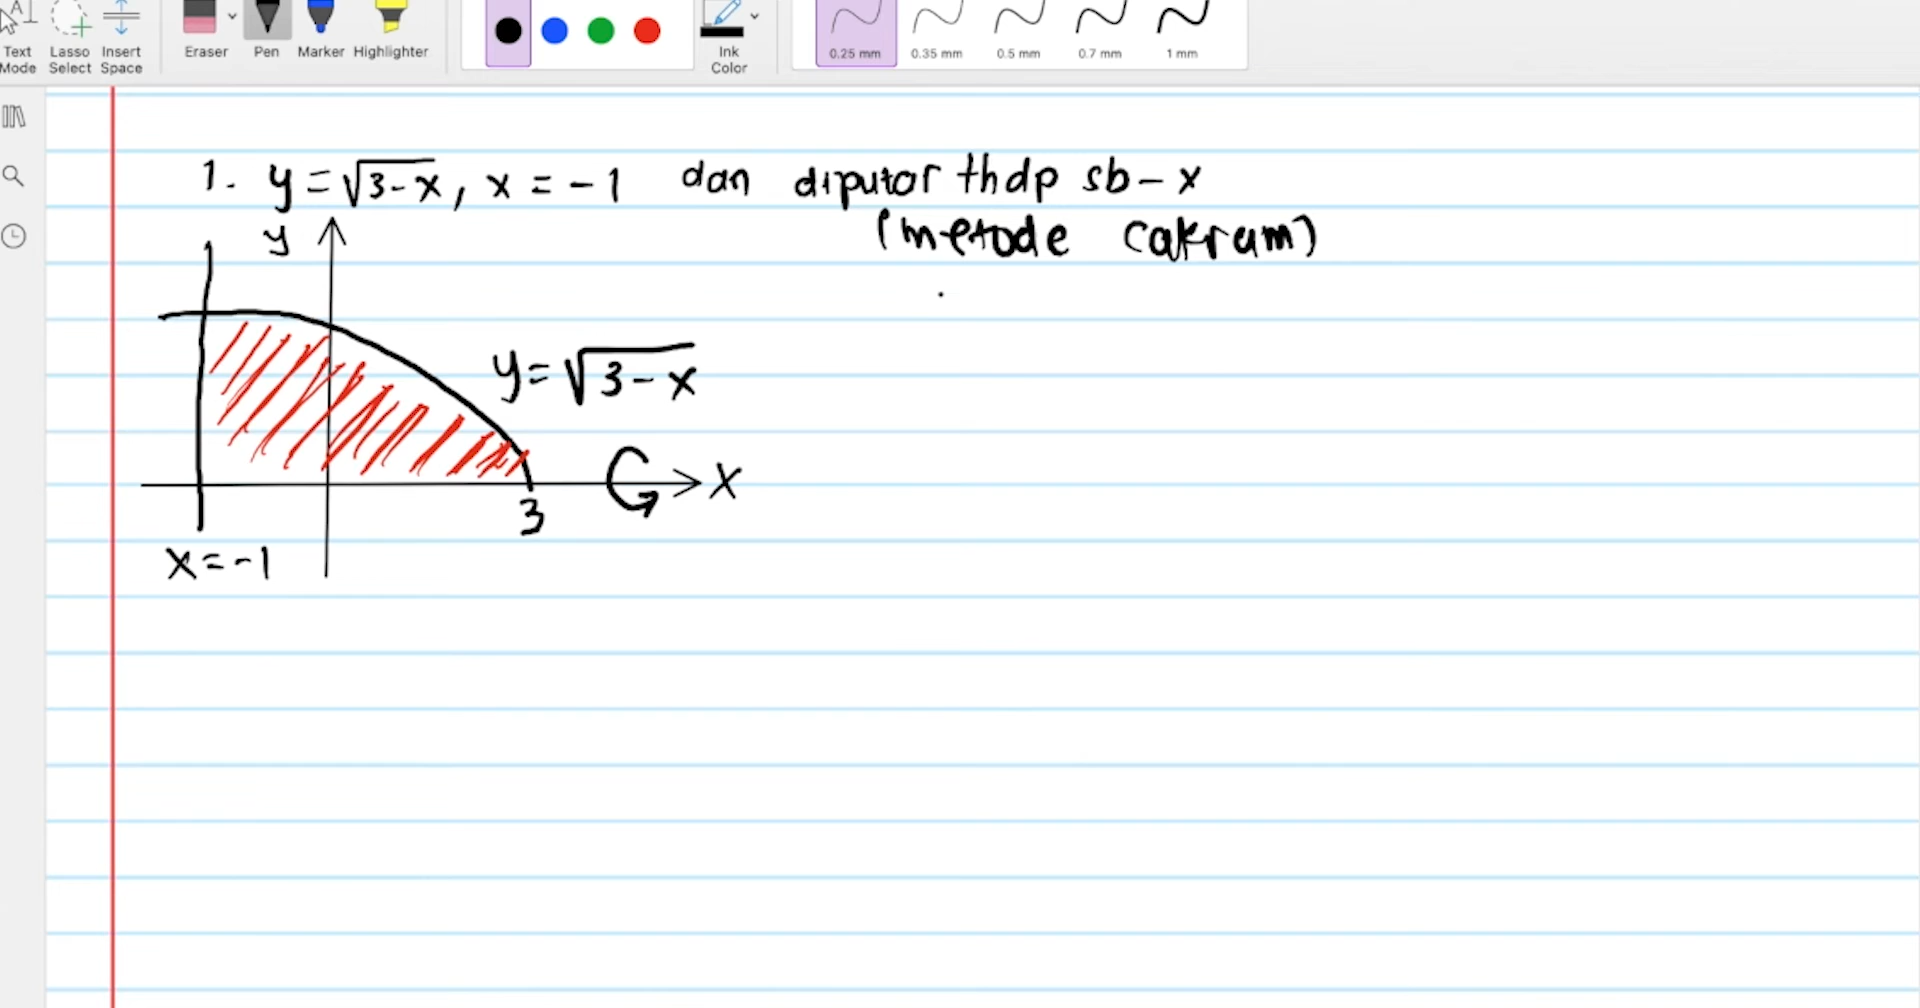 Text Mode
Lasso Select
Insert Space
Eraser
Pen
Marker
Highlighter
Ink Color
0.25 mm
0.35 mm
0.5 mm
0.7 mm
1 mm
1. y = √3-x, x = -1 dan diputar thdp sb-x
(metode cakram)
y
y = √3-x
x
3
x = -1